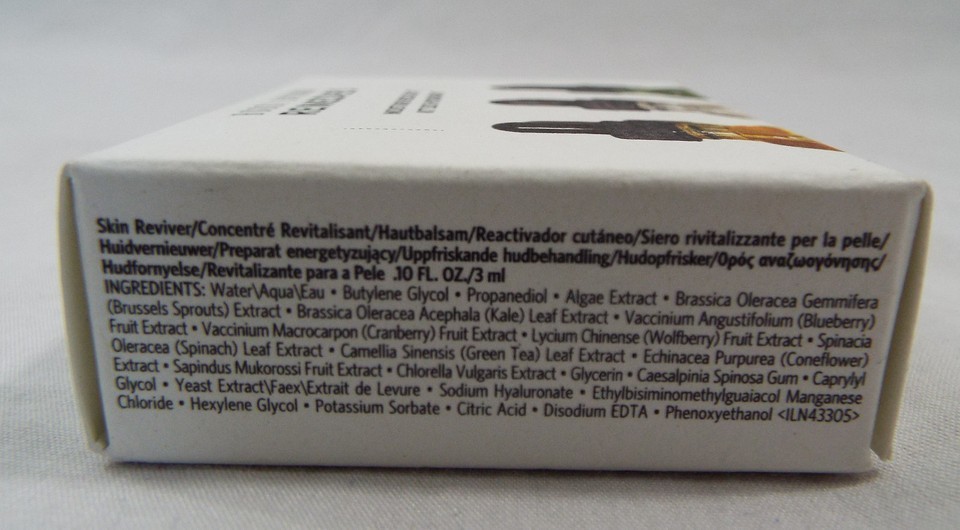 REMEDIES
Skin Reviver/Concentré Revitalisant/Hautbalsam/Reactivador cutáneo/Siero rivitalizzante per la pelle/
Huidvernieuwer/Preparat energetyzujący/Uppfriskande hudbehandling/Hudopfrisker/Ορός αναζωογόνησης/
Hudfornyelse/Revitalizante para a Pele .10 FL. OZ./3 ml
INGREDIENTS: Water\Aqua\Eau • Butylene Glycol • Propanediol • Algae Extract • Brassica Oleracea Gemmifera
(Brussels Sprouts) Extract • Brassica Oleracea Acephala (Kale) Leaf Extract • Vaccinium Angustifolium (Blueberry)
Fruit Extract • Vaccinium Macrocarpon (Cranberry) Fruit Extract • Lycium Chinense (Wolfberry) Fruit Extract • Spinacia
Oleracea (Spinach) Leaf Extract • Camellia Sinensis (Green Tea) Leaf Extract • Echinacea Purpurea (Coneflower)
Extract • Sapindus Mukorossi Fruit Extract • Chlorella Vulgaris Extract • Glycerin • Caesalpinia Spinosa Gum • Caprylyl
Glycol • Yeast Extract\Faex\Extrait de Levure • Sodium Hyaluronate • Ethylbisiminomethylguaiacol Manganese
Chloride • Hexylene Glycol • Potassium Sorbate • Citric Acid • Disodium EDTA • Phenoxyethanol <ILN43305>